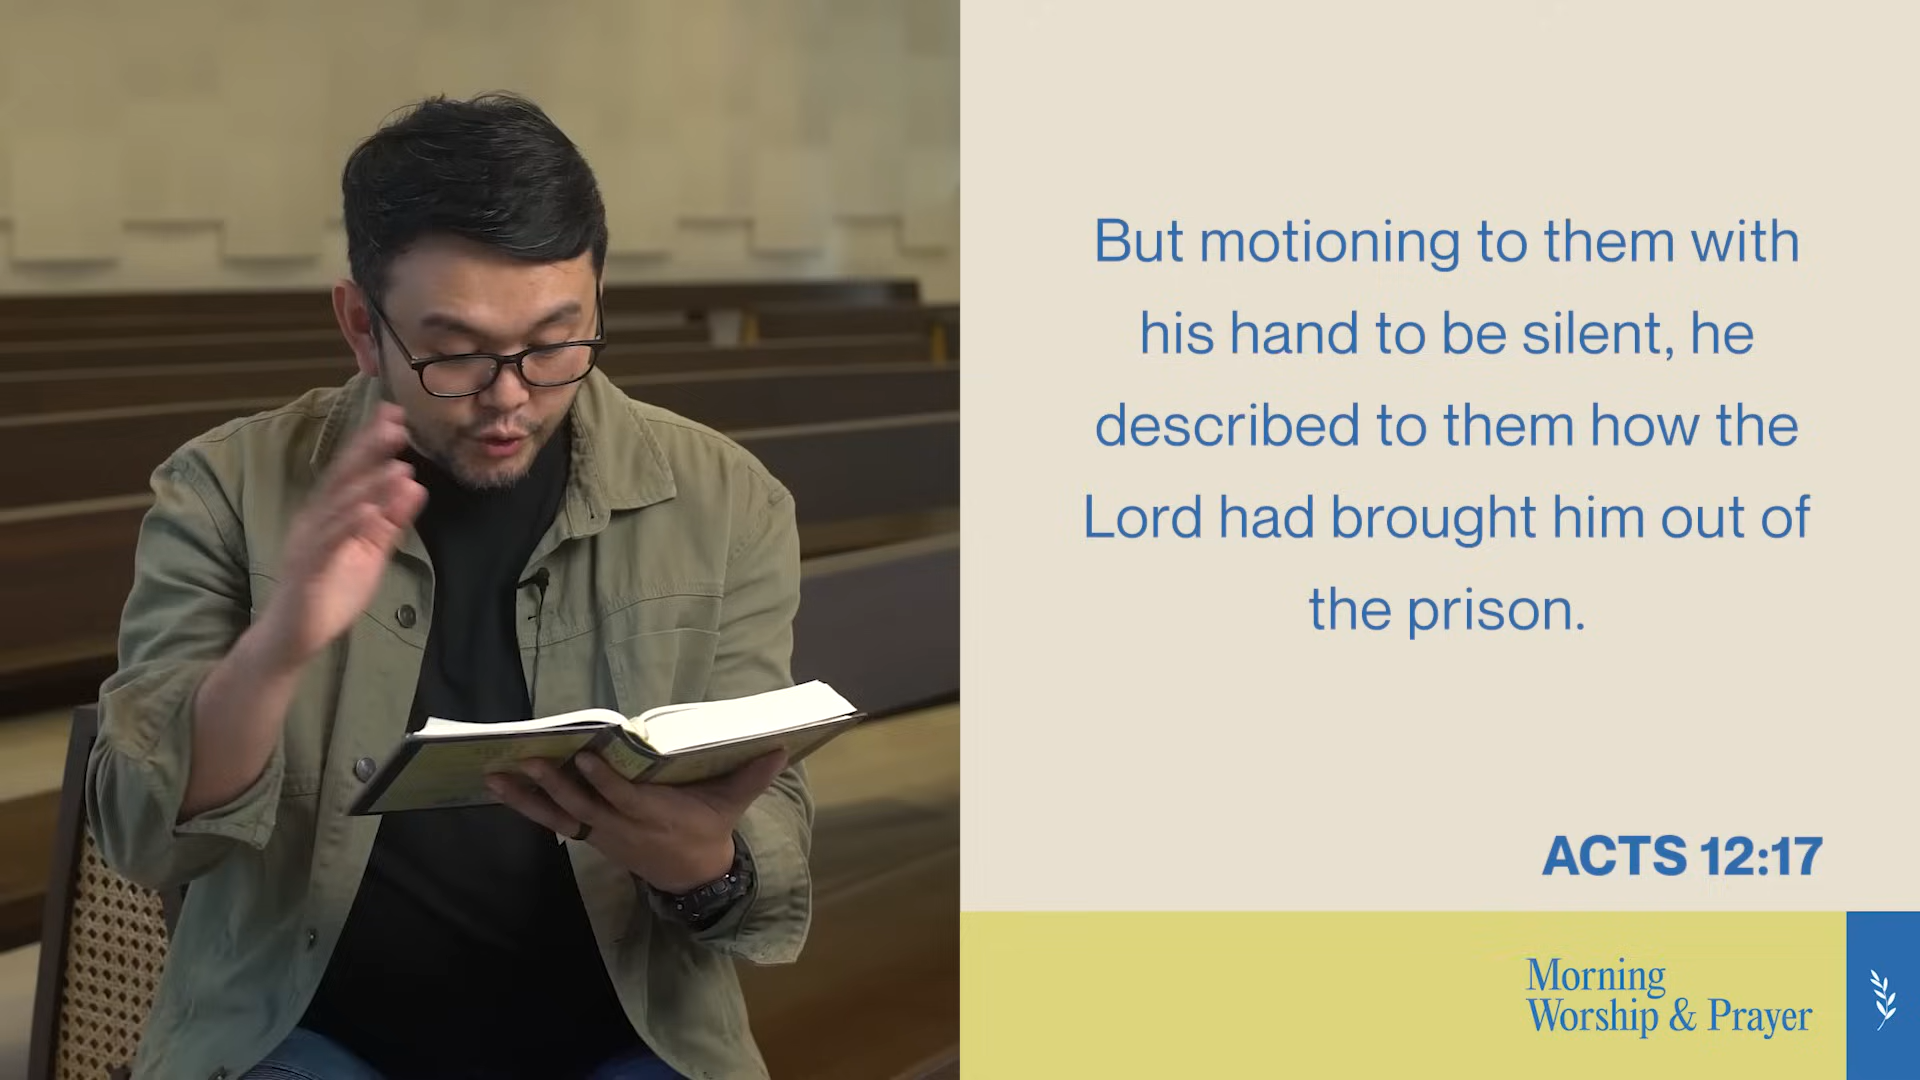 But motioning to them with
his hand to be silent, he
described to them how the
Lord had brought him out of
the prison.
ACTS 12:17
Morning
Worship & Prayer